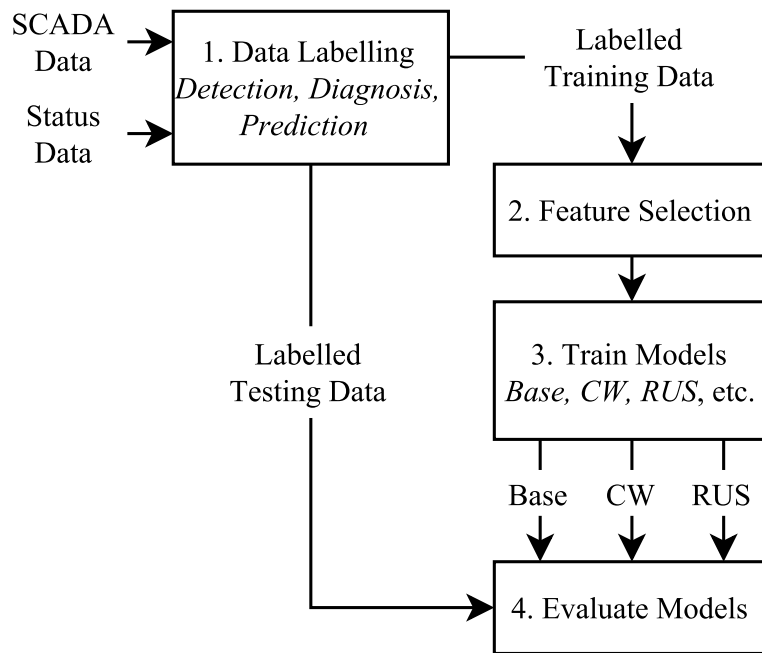 SCADA
Data
Status
Data
1. Data Labelling
Detection, Diagnosis,
Prediction
Labelled
Training Data
2. Feature Selection
3. Train Models
Base, CW, RUS, etc.
Labelled
Testing Data
Base CW RUS
4. Evaluate Models